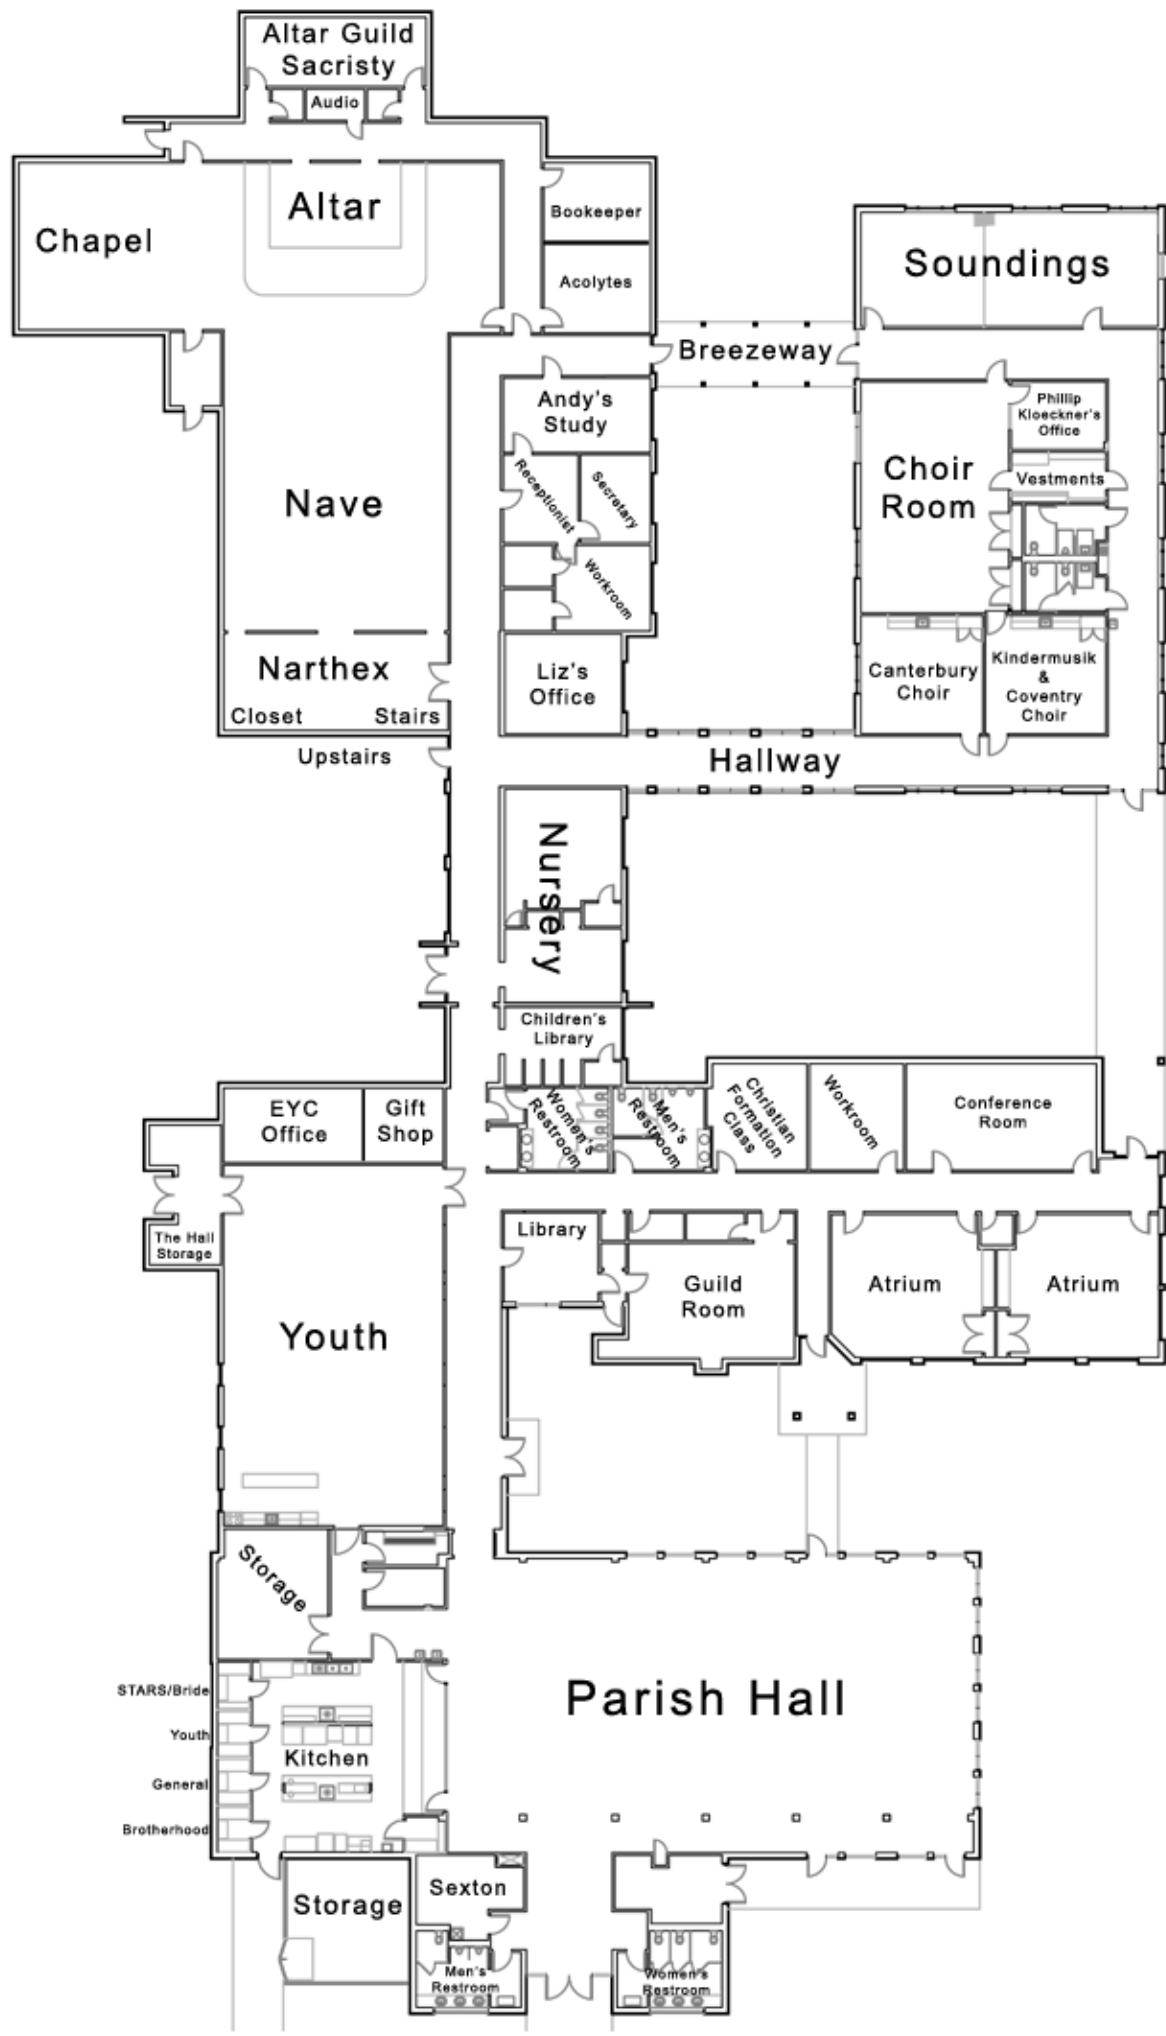 Altar Guild
Sacristy
Audio
Altar
Chapel
Bookeeper
Acolytes
Soundings
Breezeway
Andy's
Study
Phillip
Kloeckner's
Office
Choir
Room
Vestments
Receptionist
Secretary
Nave
Workroom
Narthex
Liz's
Office
Canterbury
Choir
Kindermusik
&
Coventry
Choir
Closet
Stairs
Upstairs
Hallway
Nursery
Children's
Library
EYC
Office
Gift
Shop
Women's
Restroom
Men's
Restroom
Christian
Formation
Class
Workroom
Conference
Room
The Hall
Storage
Library
Guild
Room
Atrium
Atrium
Youth
Storage
STARS/Bride
Youth
General
Brotherhood
Kitchen
Parish Hall
Storage
Sexton
Men's
Restroom
Women's
Restroom